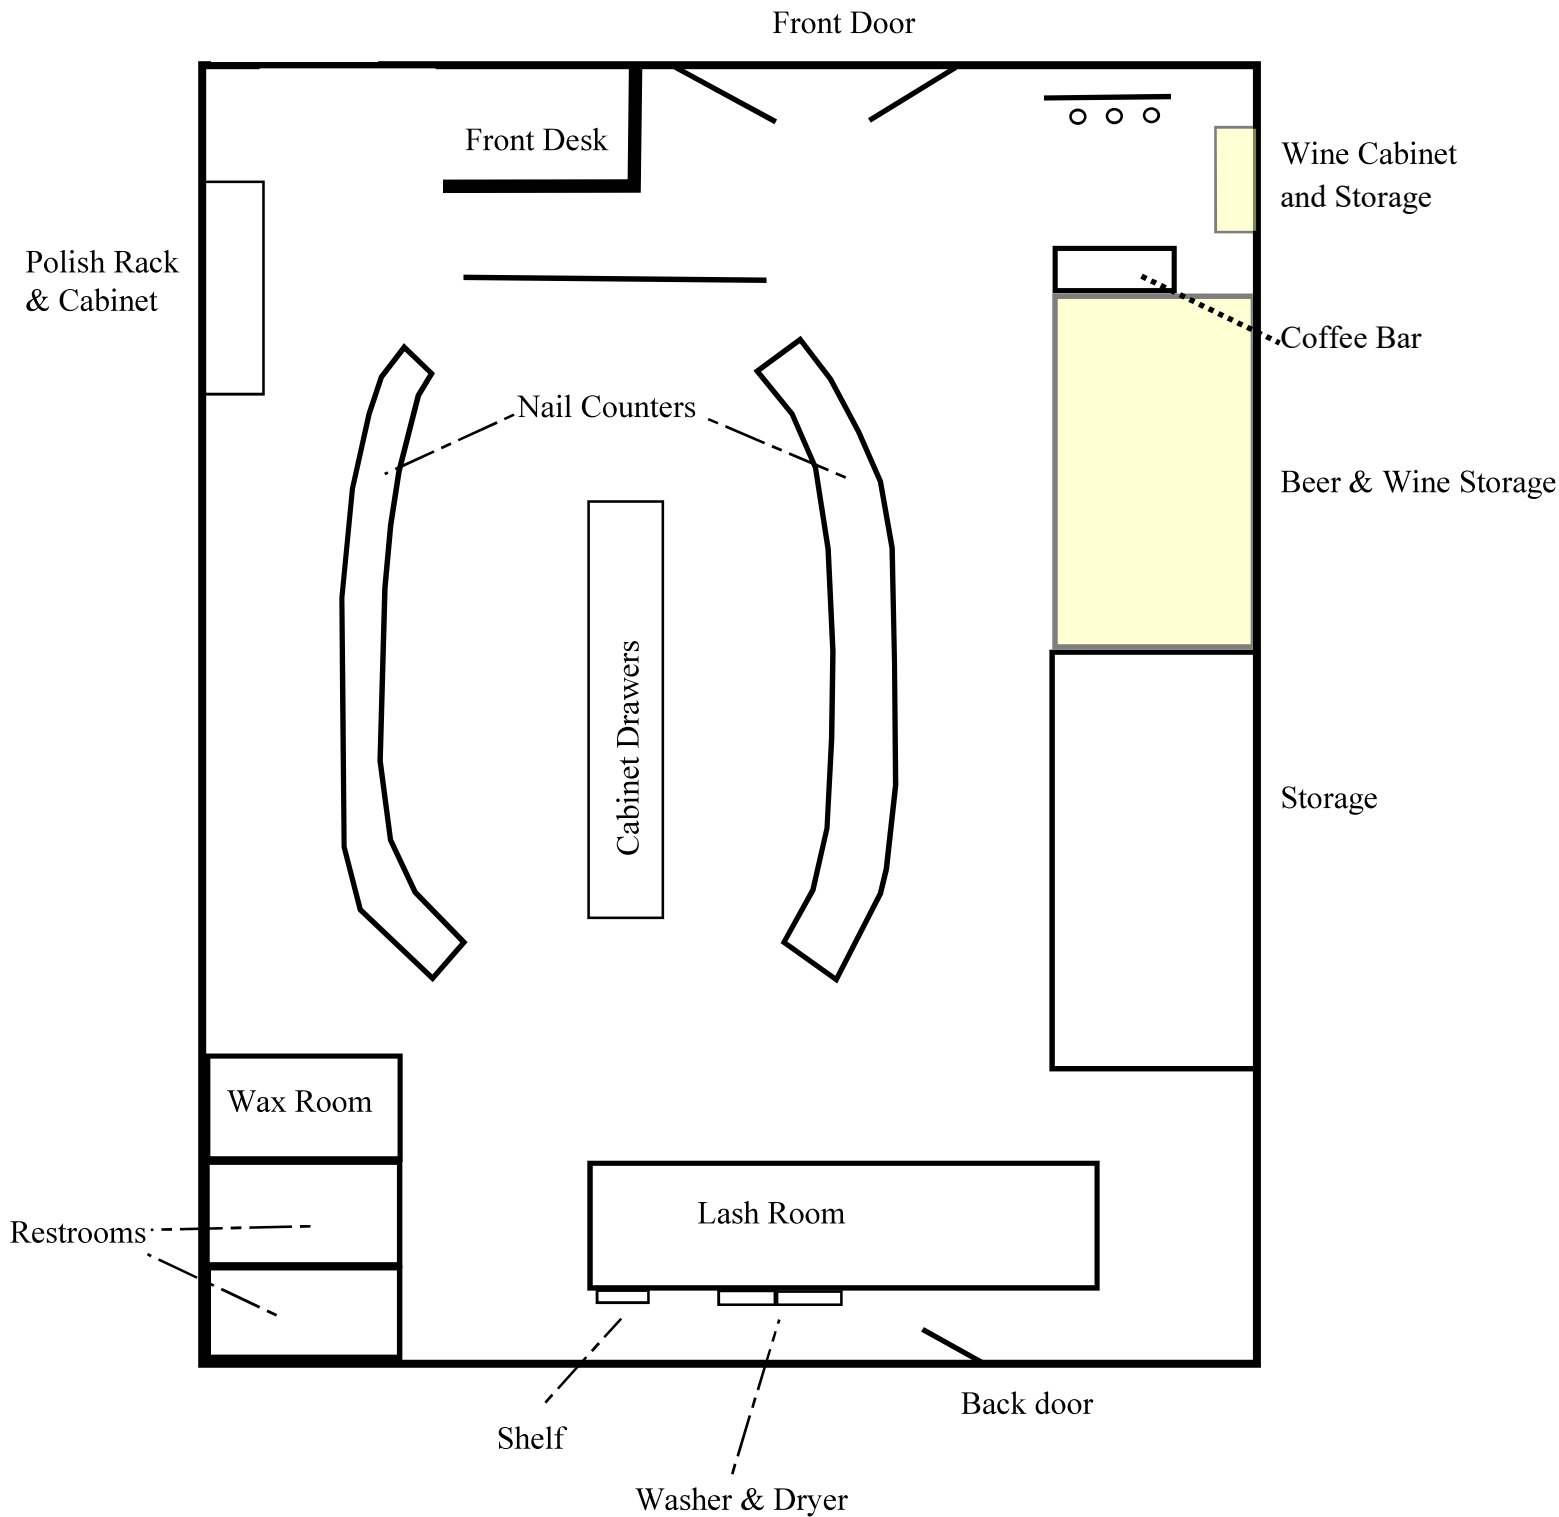 Front Door
Front Desk
Wine Cabinet
and Storage
Polish Rack
& Cabinet
Coffee Bar
Nail Counters
Beer & Wine Storage
Cabinet Drawers
Storage
Wax Room
Lash Room
Restrooms
Back door
Shelf
Washer & Dryer